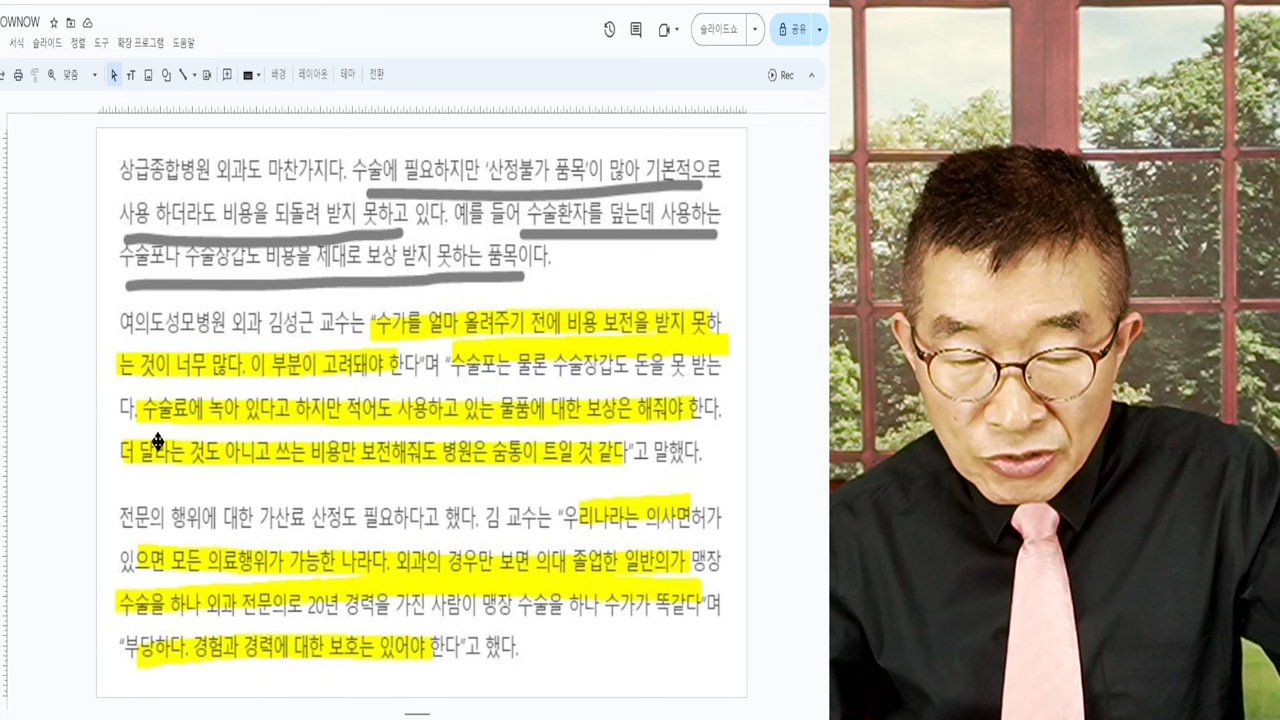 OWNOW
서식 슬라이드 정렬 도구 확장 프로그램 도움말
슬라이드쇼
공유
맞춤
배경 레이아웃 테마 전환
Rec
상급종합병원 외과도 마찬가지다. 수술에 필요하지만 ‘산정불가 품목’이 많아 기본적으로
사용 하더라도 비용을 되돌려 받지 못하고 있다. 예를 들어 수술환자를 덮는데 사용하는
수술포나 수술장갑도 비용을 제대로 보상 받지 못하는 품목이다.
여의도성모병원 외과 김성근 교수는 “수가를 얼마 올려주기 전에 비용 보전을 받지 못하
는 것이 너무 많다. 이 부분이 고려돼야 한다”며 “수술포는 물론 수술장갑도 돈을 못 받는
다. 수술료에 녹아 있다고 하지만 적어도 사용하고 있는 물품에 대한 보상은 해줘야 한다.
더 달라는 것도 아니고 쓰는 비용만 보전해줘도 병원은 숨통이 트일 것 같다”고 말했다.
전문의 행위에 대한 가산료 산정도 필요하다고 했다. 김 교수는 “우리나라는 의사면허가
있으면 모든 의료행위가 가능한 나라다. 외과의 경우만 보면 의대 졸업한 일반의가 맹장
수술을 하나 외과 전문의로 20년 경력을 가진 사람이 맹장 수술을 하나 수가가 똑같다”며
“부당하다. 경험과 경력에 대한 보호는 있어야 한다”고 했다.